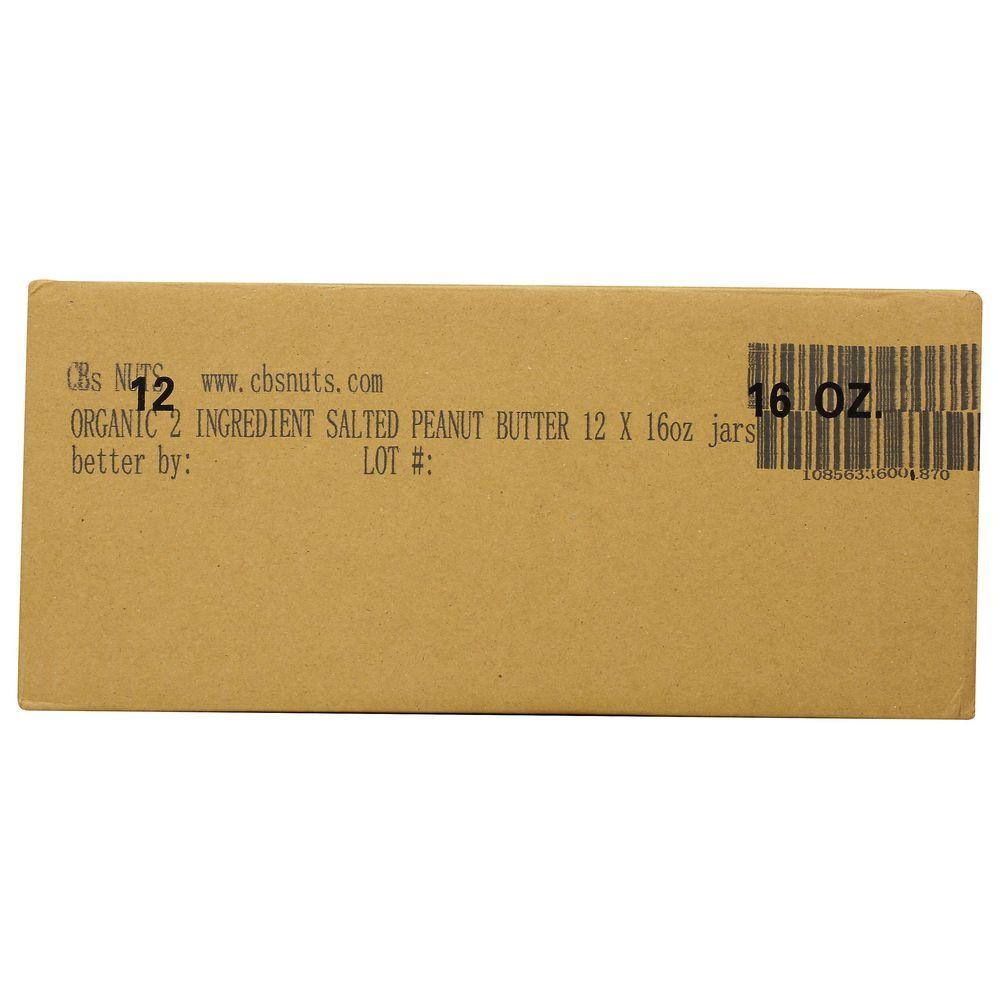 CBs NUTS www.cbsnuts.com
12
16 OZ.
ORGANIC 2 INGREDIENT SALTED PEANUT BUTTER 12 X 16oz jars
better by: LOT #: